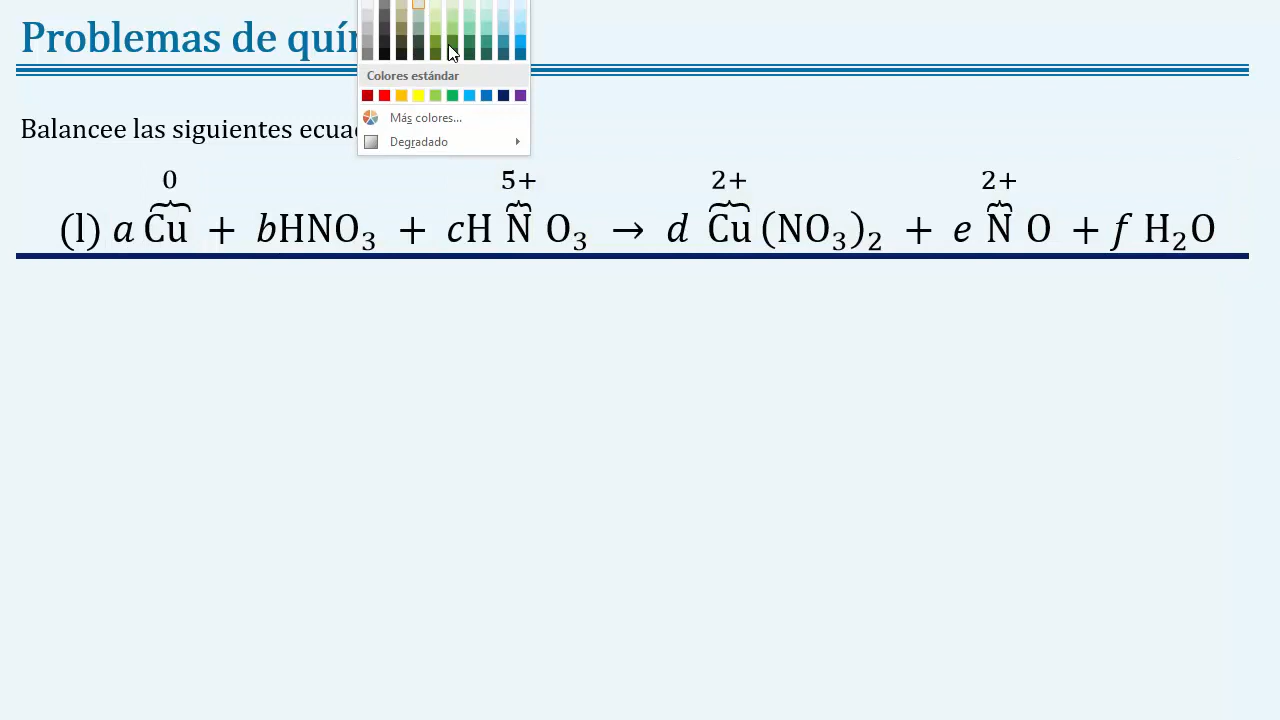 Problemas de quí
Colores estándar
Balancee las siguientes ecua
Más colores...
Degradado
0 5+ 2+ 2+
(l) a Cu + bHNO₃ + cH N O₃ → d Cu (NO₃)₂ + e N O + f H₂O